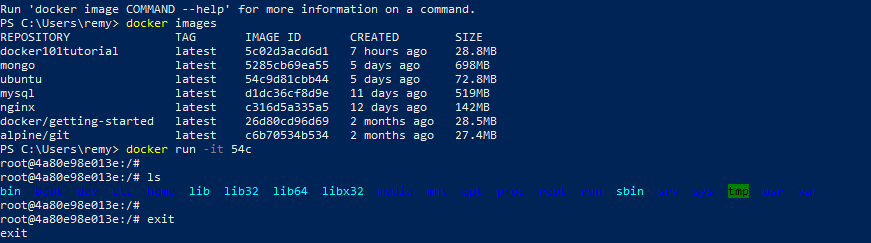 Run 'docker image COMMAND --help' for more information on a command.
PS C:\Users\remy> docker images
REPOSITORY TAG IMAGE ID CREATED SIZE
docker101tutorial latest 5c02d3acd6d1 7 hours ago 28.8MB
mongo latest 5285cb69ea55 5 days ago 698MB
ubuntu latest 54c9d81cbb44 5 days ago 72.8MB
mysql latest d1dc36cf8d9e 11 days ago 519MB
nginx latest c316d5a335a5 12 days ago 142MB
docker/getting-started latest 26d80cd96d69 2 months ago 28.5MB
alpine/git latest c6b70534b534 2 months ago 27.4MB
PS C:\Users\remy> docker run -it 54c
root@4a80e98e013e:/#
root@4a80e98e013e:/# ls
bin boot dev etc home lib lib32 lib64 libx32 media mnt opt proc root run sbin srv sys tmp usr var
root@4a80e98e013e:/#
root@4a80e98e013e:/# exit
exit